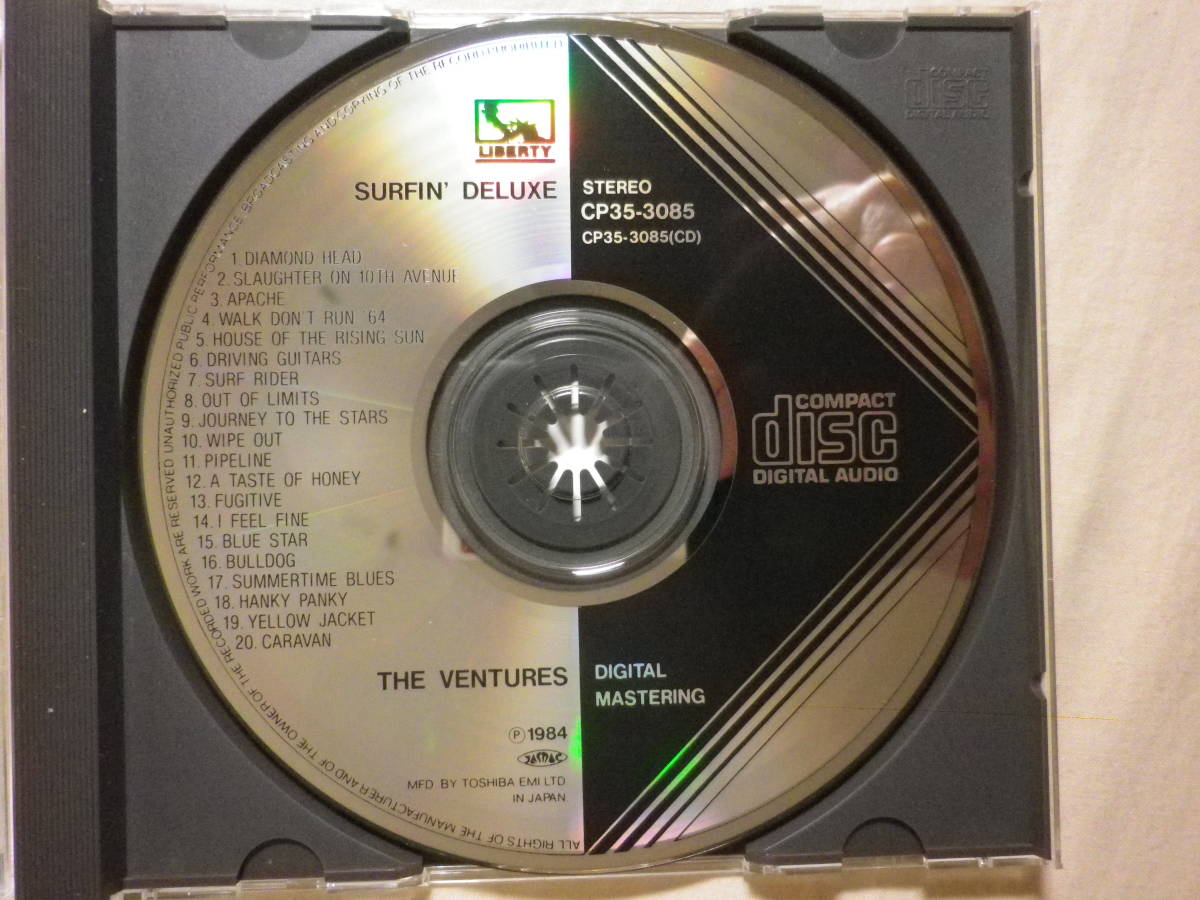 LIBERTY
SURFIN' DELUXE
STEREO
CP35-3085
CP35-3085(CD)
1. DIAMOND HEAD
2. SLAUGHTER ON 10TH AVENUE
3. APACHE
4. WALK DON'T RUN '64
5. HOUSE OF THE RISING SUN
6. DRIVING GUITARS
7. SURF RIDER
8. OUT OF LIMITS
9. JOURNEY TO THE STARS
10. WIPE OUT
11. PIPELINE
12. A TASTE OF HONEY
13. FUGITIVE
14. I FEEL FINE
15. BLUE STAR
16. BULLDOG
17. SUMMERTIME BLUES
18. HANKY PANKY
19. YELLOW JACKET
20. CARAVAN
COMPACT
disc
DIGITAL AUDIO
THE VENTURES
DIGITAL
MASTERING
Ⓟ1984
JASRAC
MFD BY TOSHIBA EMI LTD
IN JAPAN.
ALL RIGHTS OF THE MANUFACTURER AND OF THE OWNER OF THE RECORDED WORK ARE RESERVED UNAUTHORIZED PUBLIC PERFORMANCE BROADCASTING AND COPYING OF THE RECORD PROHIBITED
COMPACT
disc
DIGITAL AUDIO